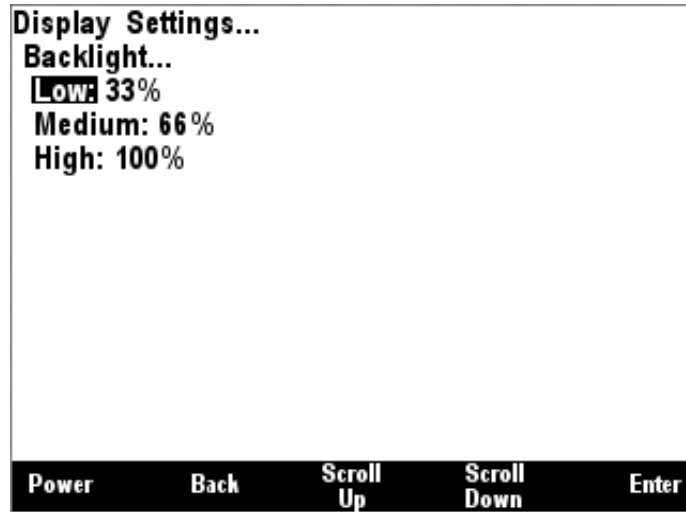 Display Settings...
Backlight...
Low: 33%
Medium: 66%
High: 100%
Power Back Scroll Up Scroll Down Enter